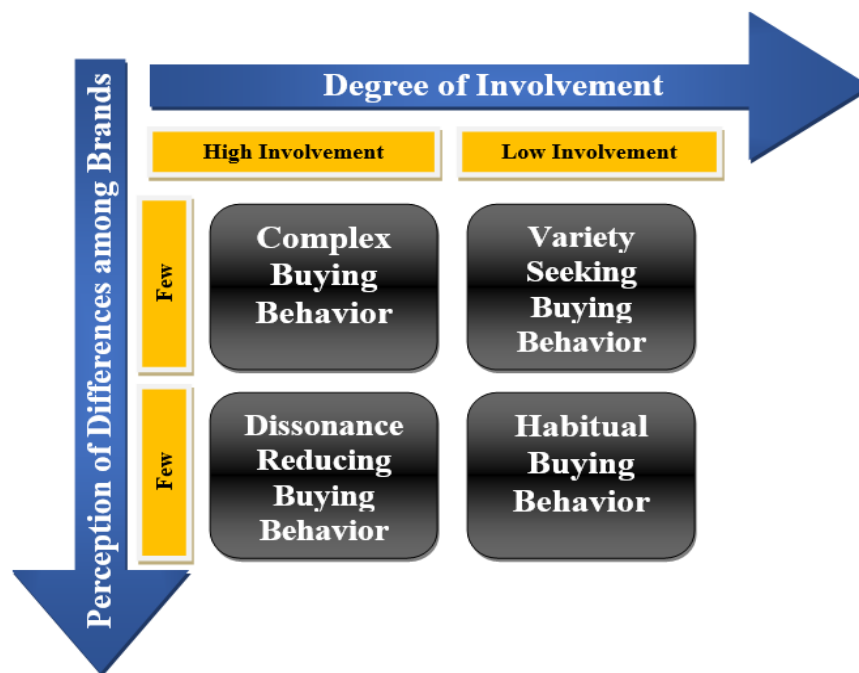 Degree of Involvement
Perception of Differences among Brands
High Involvement
Low Involvement
Few
Complex
Buying
Behavior
Variety
Seeking
Buying
Behavior
Few
Dissonance
Reducing
Buying
Behavior
Habitual
Buying
Behavior